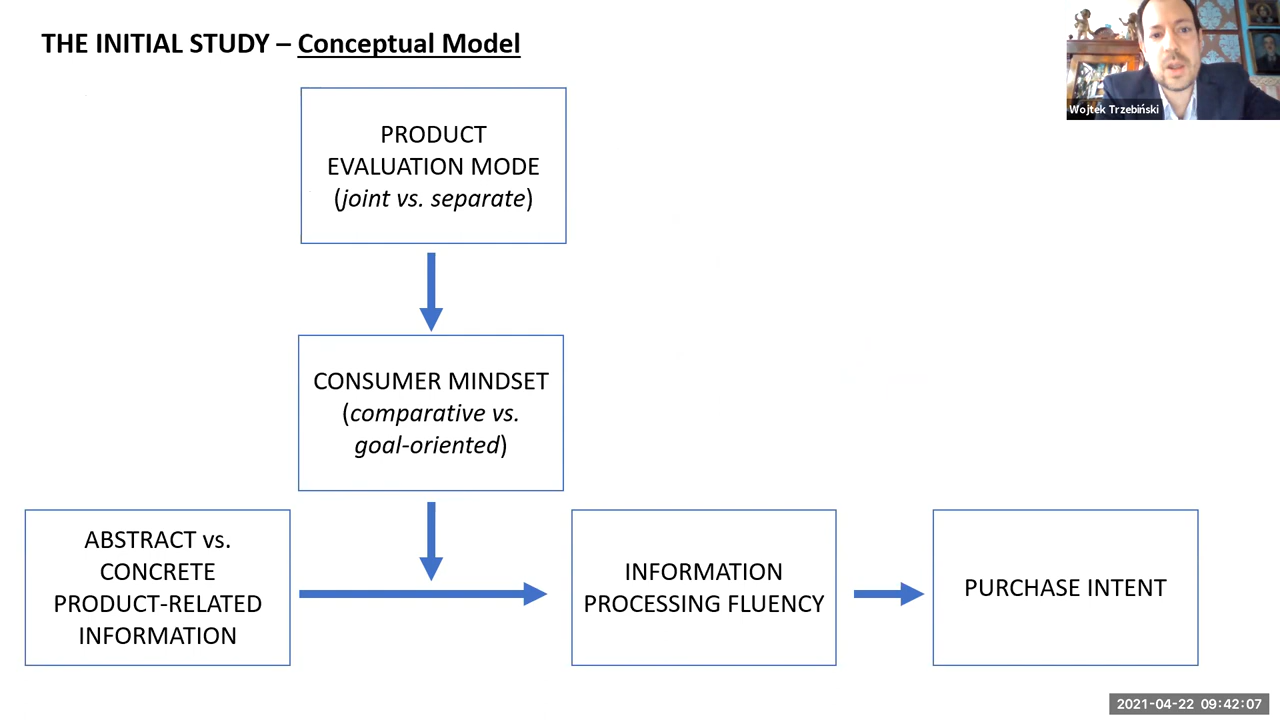 THE INITIAL STUDY – Conceptual Model
Wojtek Trzebiński
PRODUCT
EVALUATION MODE
(joint vs. separate)
CONSUMER MINDSET
(comparative vs.
goal-oriented)
ABSTRACT vs.
CONCRETE
PRODUCT-RELATED
INFORMATION
INFORMATION
PROCESSING FLUENCY
PURCHASE INTENT
2021-04-22 09:42:07